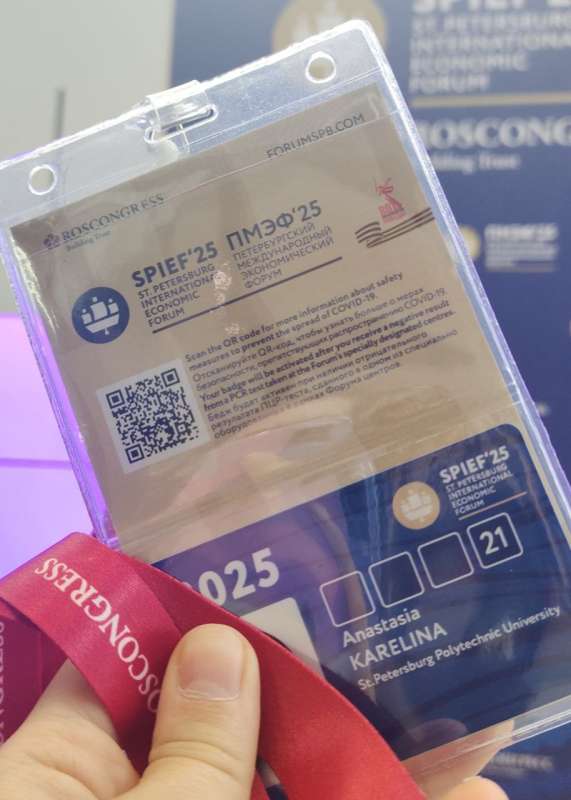 ST. PETERSBURG
INTERNATIONAL
ECONOMIC
FORUM
ROSCONG
Building Trust
ПМЭФ'25
FORUMSPB.COM
ROSCONGRESS
Building Trust
SPIEF'25
ST. PETERSBURG
INTERNATIONAL
ECONOMIC
FORUM
ПМЭФ'25
ПЕТЕРБУРГСКИЙ
МЕЖДУНАРОДНЫЙ
ЭКОНОМИЧЕСКИЙ
ФОРУМ
Scan the QR code for more information about safety
measures to prevent the spread of COVID-19.
Отсканируйте QR-код, чтобы узнать больше о мерах
безопасности, препятствующих распространению COVID-19.
Your badge will be activated after you receive a negative result
from a PCR test taken at the Forum's specially designated centres.
Бедж будет активен при наличии отрицательного
результата ПЦР-теста, сданного в одном из специально
оборудованных в рамках Форума центров.
SPIEF'25
ST. PETERSBURG
INTERNATIONAL
ECONOMIC
FORUM
2025
21
Anastasia
KARELINA
St.Petersburg Polytechnic University
ROSCONGRESS